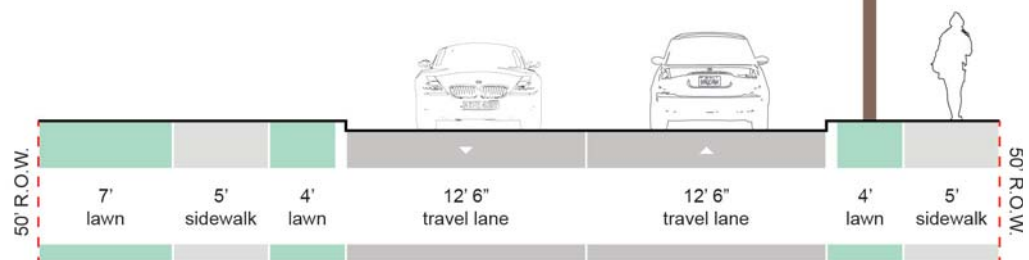 50' R.O.W.
7'
lawn
5'
sidewalk
4'
lawn
12' 6"
travel lane
12' 6"
travel lane
4'
lawn
5'
sidewalk
50' R.O.W.